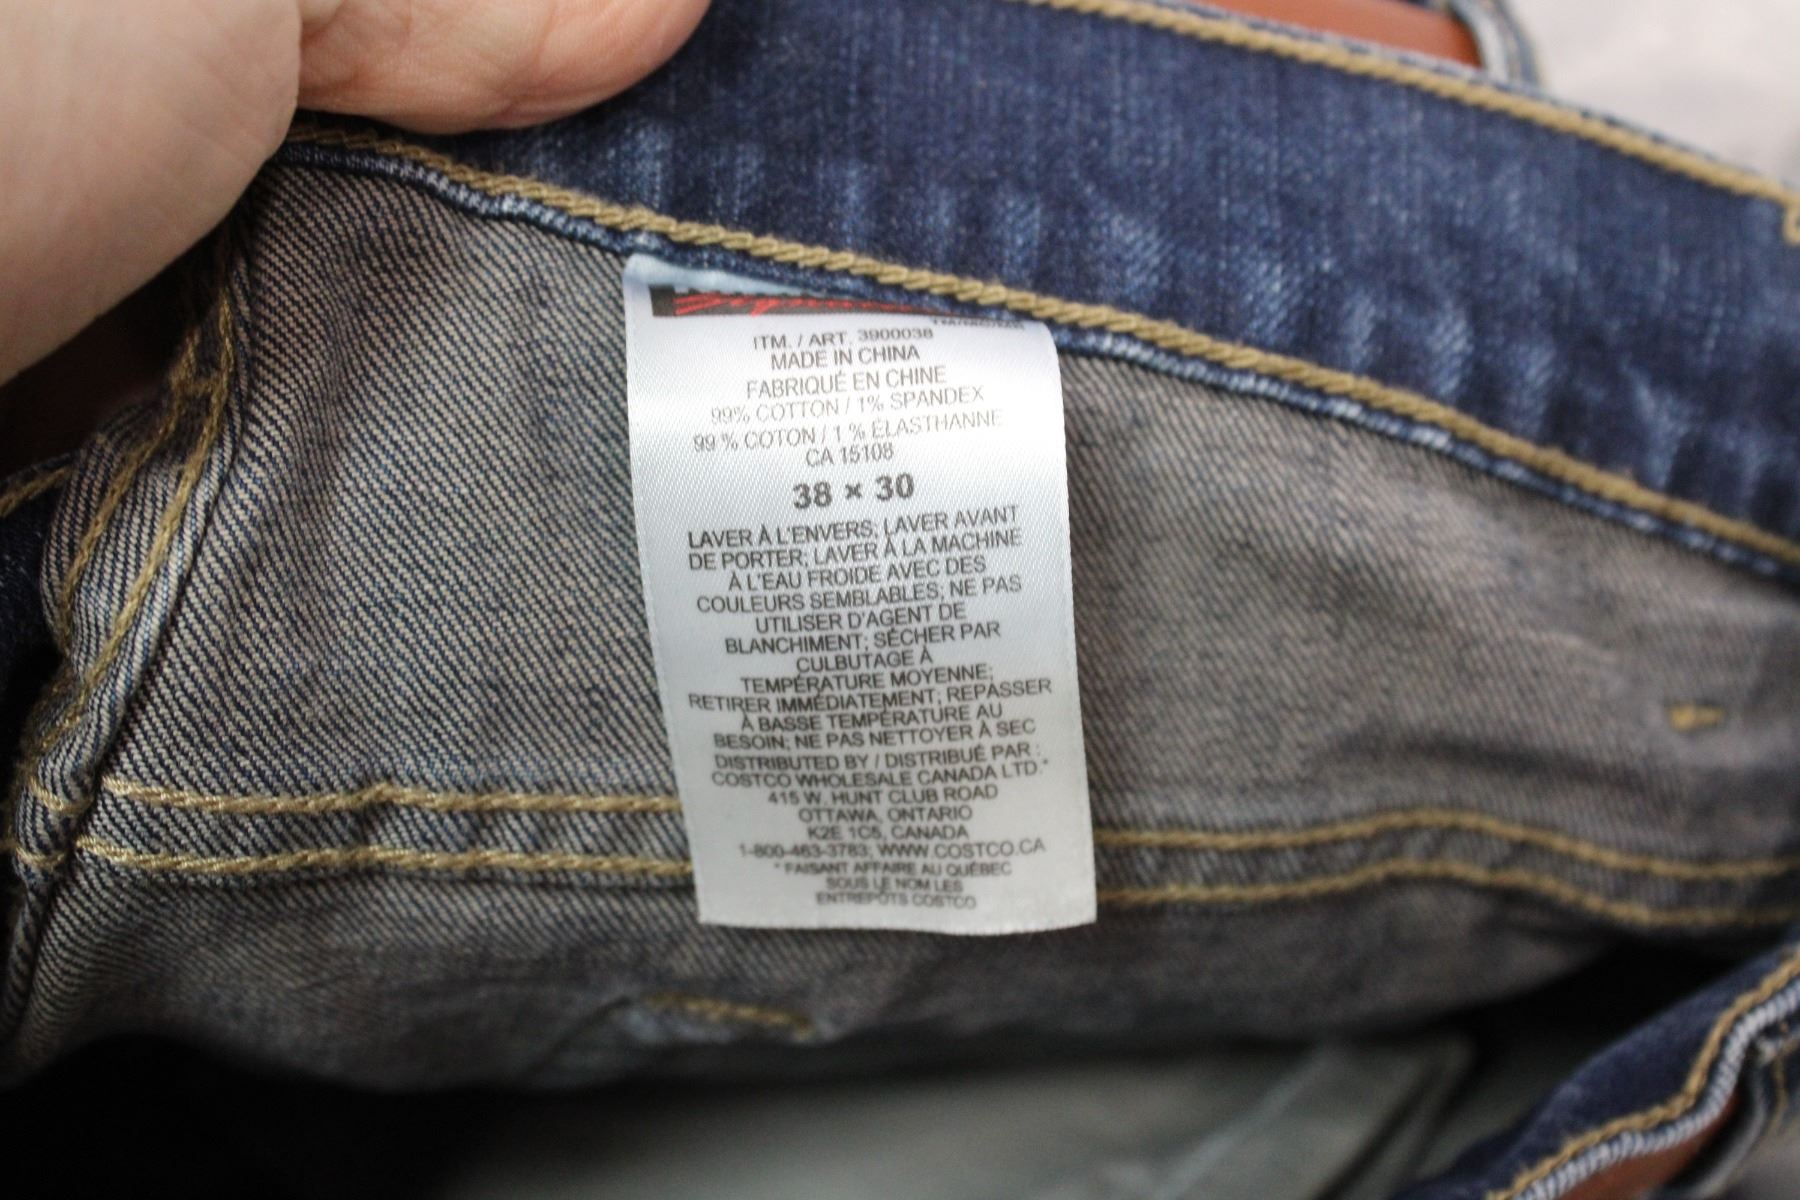 ITM. / ART. 3900038
MADE IN CHINA
FABRIQUÉ EN CHINE
99% COTTON / 1% SPANDEX
99 % COTON / 1 % ÉLASTHANNE
CA 15108
38 × 30
LAVER À L'ENVERS; LAVER AVANT
DE PORTER; LAVER À LA MACHINE
À L'EAU FROIDE AVEC DES
COULEURS SEMBLABLES; NE PAS
UTILISER D'AGENT DE
BLANCHIMENT; SÉCHER PAR
CULBUTAGE À
TEMPÉRATURE MOYENNE;
RETIRER IMMÉDIATEMENT; REPASSER
À BASSE TEMPÉRATURE AU
BESOIN; NE PAS NETTOYER À SEC
DISTRIBUTED BY / DISTRIBUÉ PAR :
COSTCO WHOLESALE CANADA LTD.*
415 W. HUNT CLUB ROAD
OTTAWA, ONTARIO
K2E 1C5, CANADA
1-800-463-3783; WWW.COSTCO.CA
* FAISANT AFFAIRE AU QUÉBEC
SOUS LE NOM LES
ENTREPÔTS COSTCO